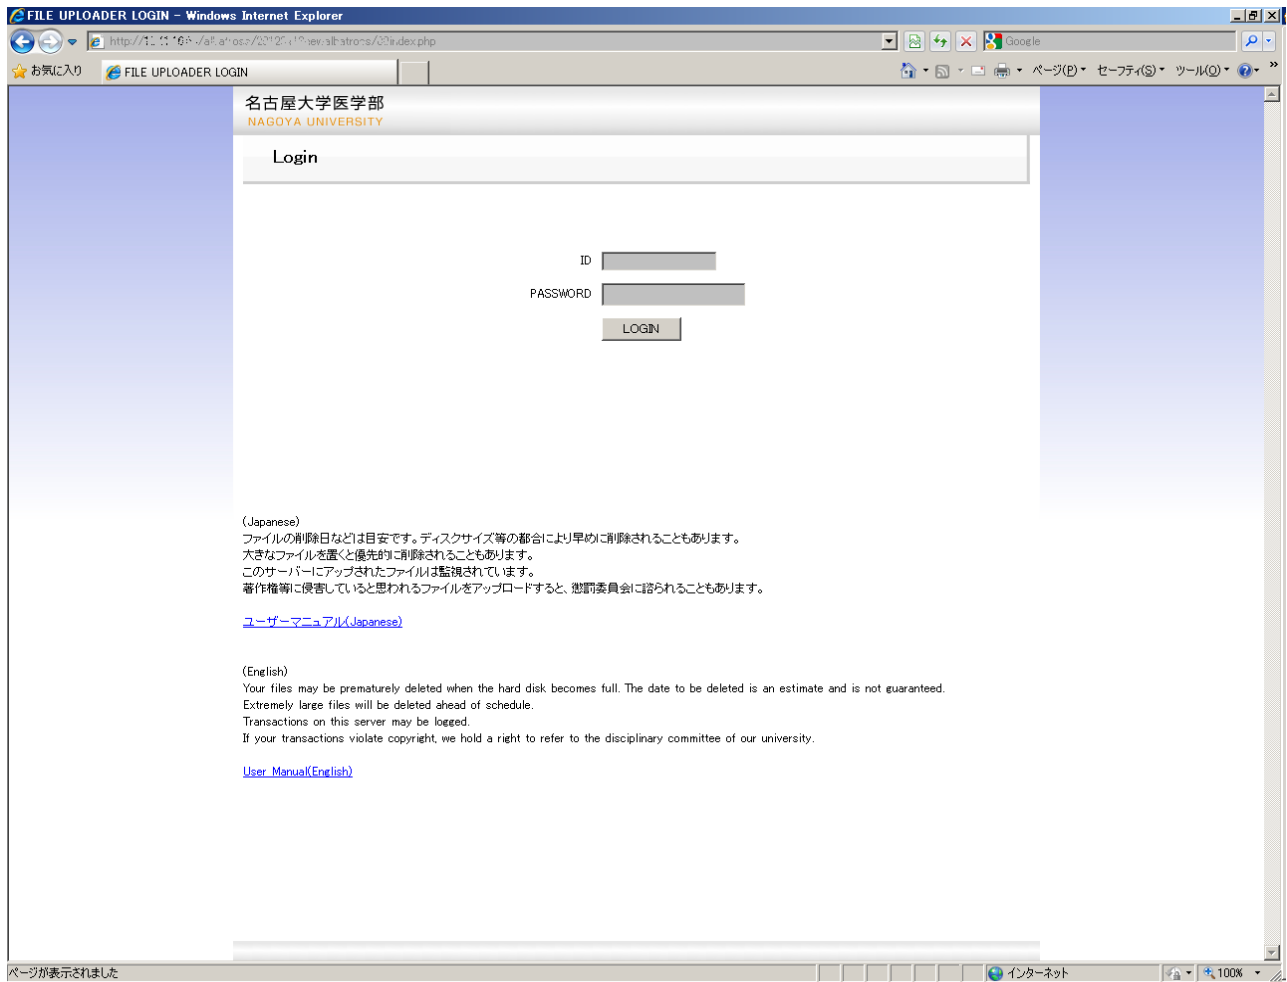 FILE UPLOADER LOGIN - Windows Internet Explorer
Google
お気に入り
FILE UPLOADER LOGIN
ページ(P)
セーフティ(S)
ツール(O)
名古屋大学医学部
NAGOYA UNIVERSITY
Login
ID
PASSWORD
LOGIN
(Japanese)
ファイルの削除日などは目安です。ディスクサイズ等の都合により早めに削除されることもあります。
大きなファイルを置くと優先的に削除されることもあります。
このサーバーにアップされたファイルは監視されています。
著作権等に侵害していると思われるファイルをアップロードすると、懲罰委員会に諮られることもあります。
ユーザーマニュアル(Japanese)
(English)
Your files may be prematurely deleted when the hard disk becomes full. The date to be deleted is an estimate and is not guaranteed.
Extremely large files will be deleted ahead of schedule.
Transactions on this server may be logged.
If your transactions violate copyright, we hold a right to refer to the disciplinary committee of our university.
User Manual(English)
ページが表示されました
インターネット
100%